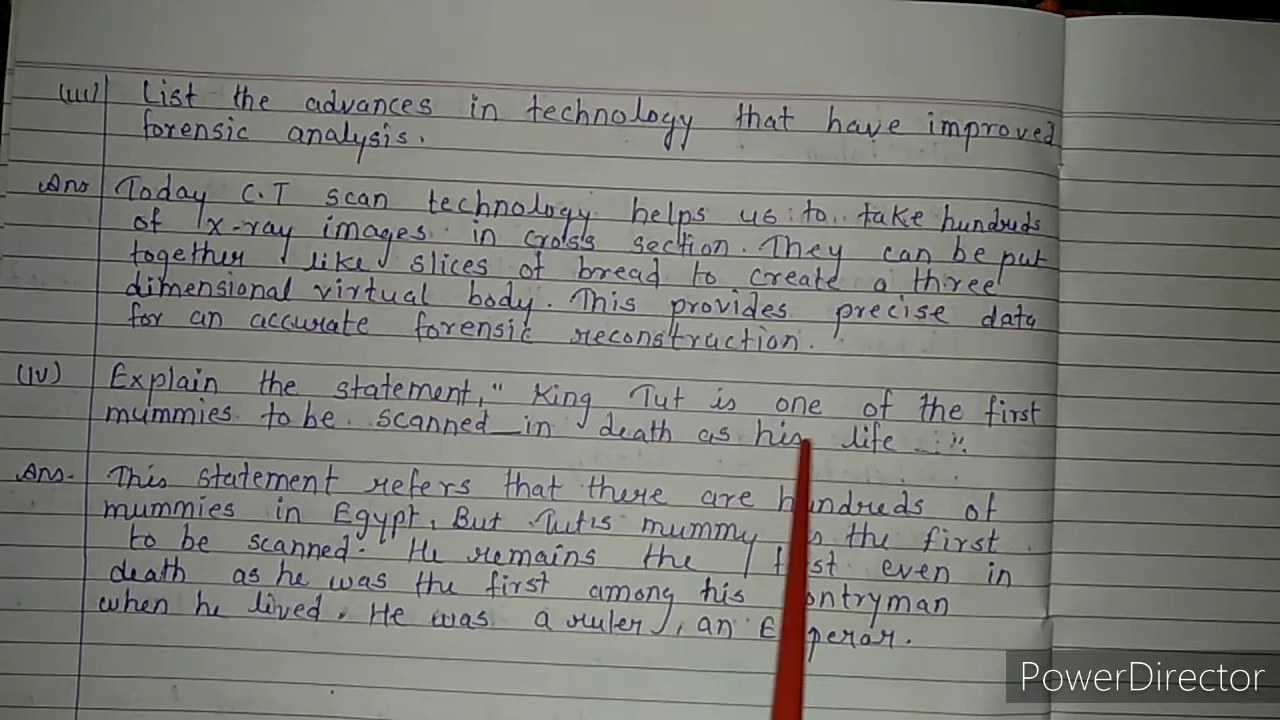 (iii) List the advances in technology that have improved
forensic analysis.
Ans Today C.T scan technology helps us to take hundreds
of X-ray images in cross section. They can be put
together like slices of bread to create a three
dimensional virtual body. This provides precise data
for an accurate forensic reconstruction.
(iv) Explain the statement, "King Tut is one of the first
mummies to be scanned in death as his life ..."
Ans. This statement refers that there are hundreds of
mummies in Egypt. But Tut's mummy is the first
to be scanned. He remains the first even in
death as he was the first among his ontryman
when he lived. He was a ruler, an E peror.
PowerDirector